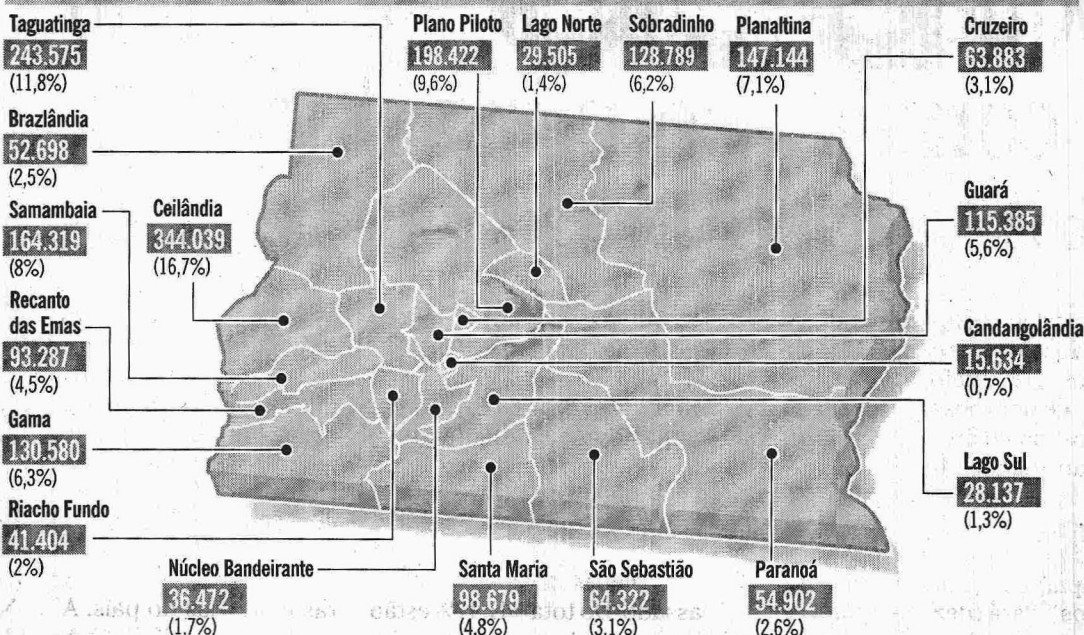 Taguatinga
243.575
(11,8%)
Plano Piloto
198.422
(9,6%)
Lago Norte
29.505
(1,4%)
Sobradinho
128.789
(6,2%)
Planaltina
147.144
(7,1%)
Cruzeiro
63.883
(3,1%)
Brazlândia
52.698
(2,5%)
Samambaia
164.319
(8%)
Ceilândia
344.039
(16,7%)
Guará
115.385
(5,6%)
Recanto
das Emas
93.287
(4,5%)
Candangolândia
15.634
(0,7%)
Gama
130.580
(6,3%)
Lago Sul
28.137
(1,3%)
Riacho Fundo
41.404
(2%)
Núcleo Bandeirante
36.472
(1,7%)
Santa Maria
98.679
(4,8%)
São Sebastião
64.322
(3,1%)
Paranoá
54.902
(2,6%)